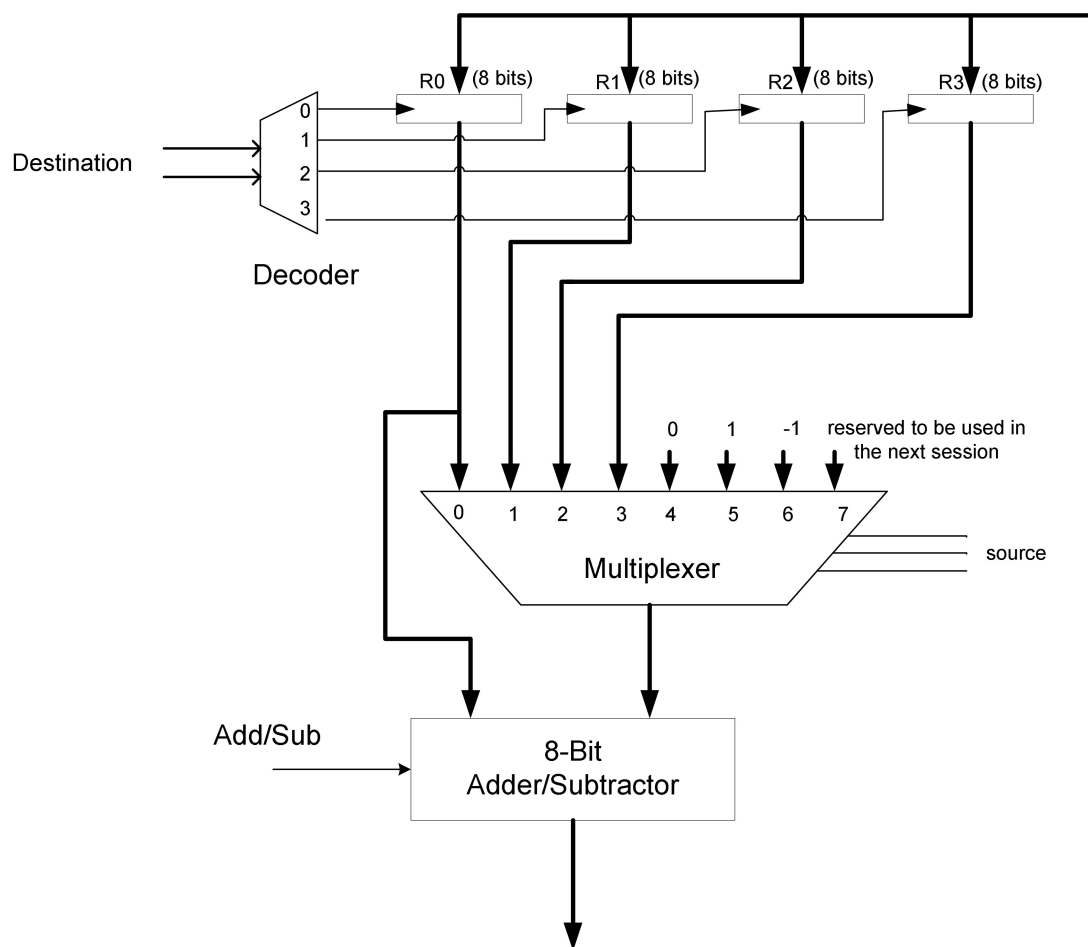 R0 (8 bits)
R1 (8 bits)
R2 (8 bits)
R3 (8 bits)
0
1
2
3
Destination
Decoder
0 1 -1 reserved to be used in
the next session
0 1 2 3 4 5 6 7
Multiplexer
source
Add/Sub
8-Bit
Adder/Subtractor